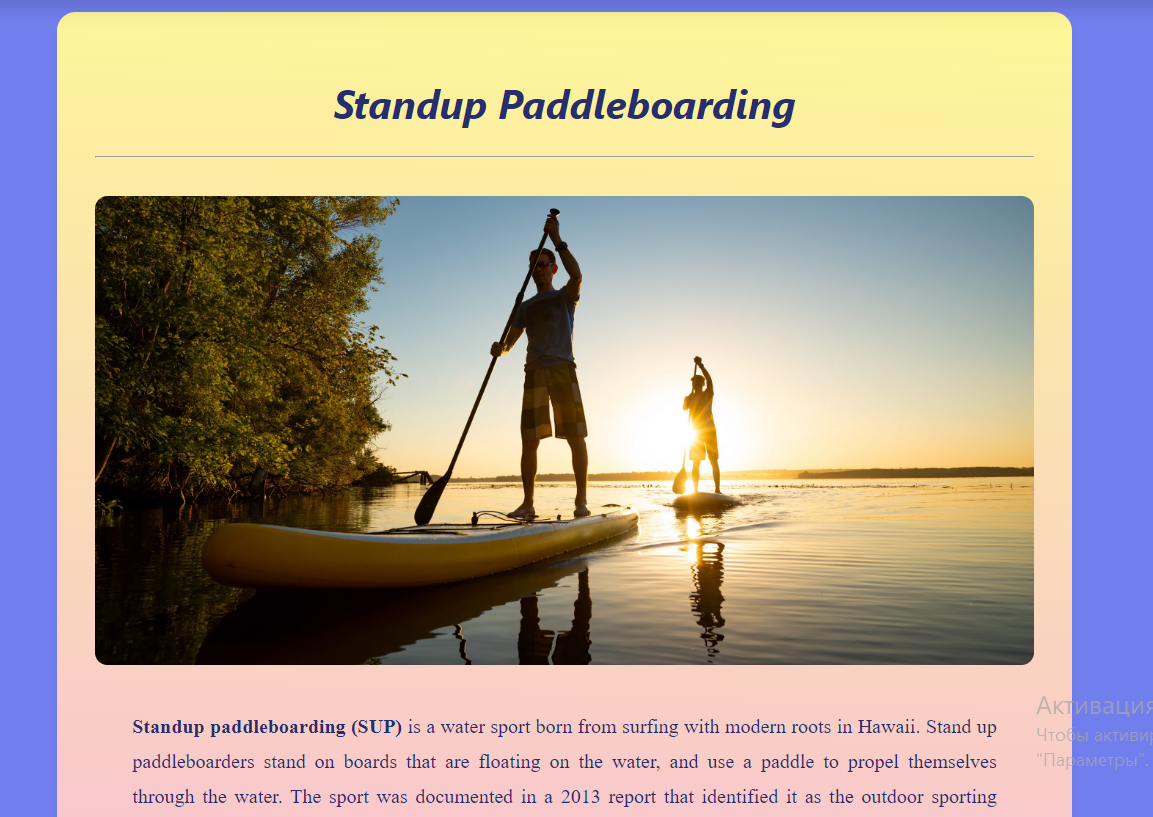 Standup Paddleboarding
Standup paddleboarding (SUP) is a water sport born from surfing with modern roots in Hawaii. Stand up
paddleboarders stand on boards that are floating on the water, and use a paddle to propel themselves
through the water. The sport was documented in a 2013 report that identified it as the outdoor sporting
Активация
Чтобы активир
"Параметры".